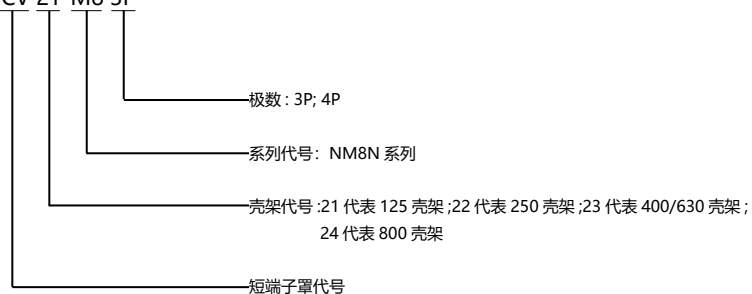 极数 : 3P; 4P
系列代号： NM8N 系列
壳架代号 :21 代表 125 壳架 ;22 代表 250 壳架 ;23 代表 400/630 壳架 ;
24 代表 800 壳架
短端子罩代号